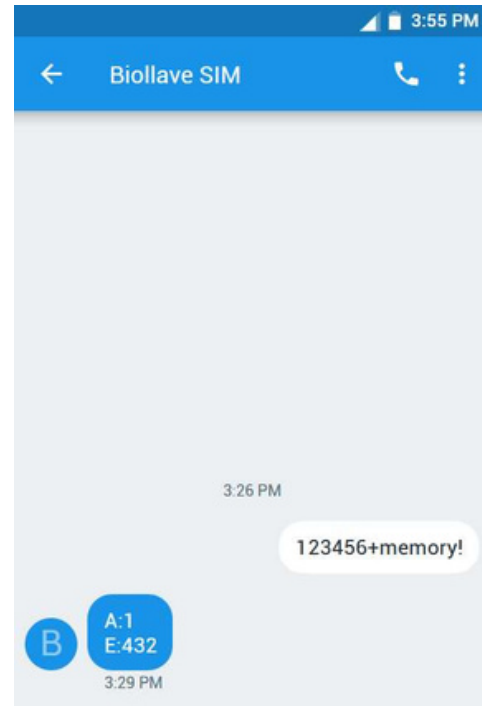 3:55 PM
Biollave SIM
3:26 PM
123456+memory!
B
A:1
E:432
3:29 PM